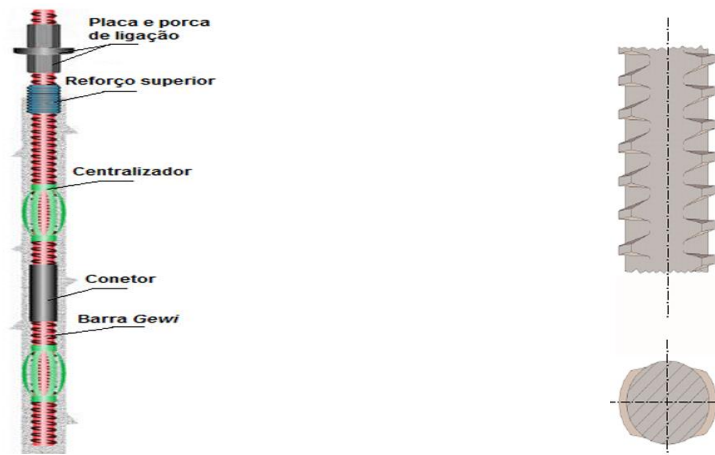 Placa e porca
de ligação
Reforço superior
Centralizador
Conetor
Barra Gewi